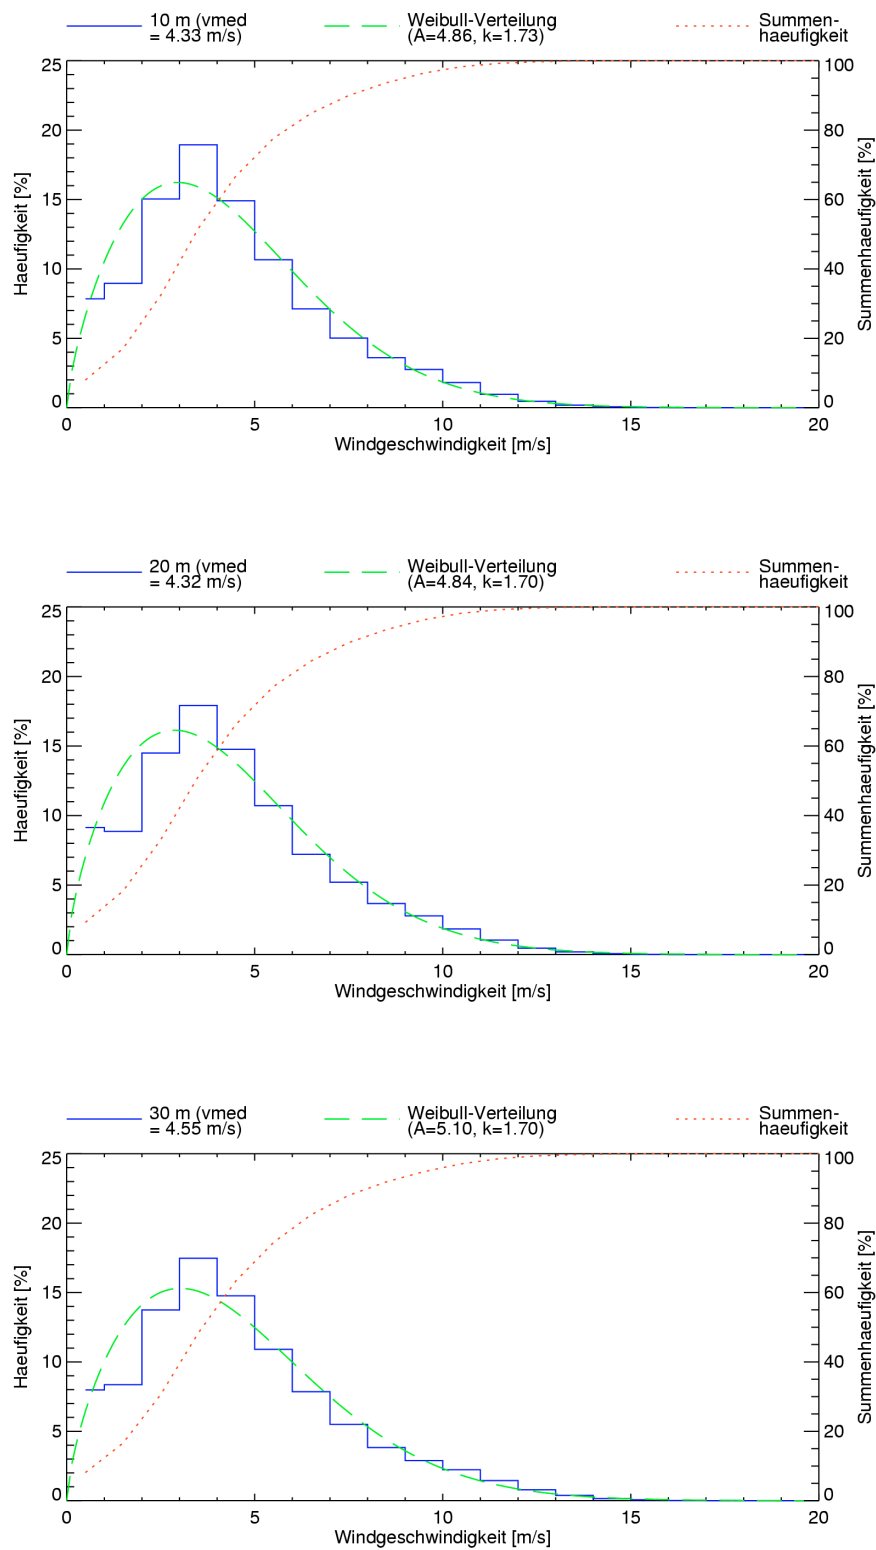 10 m (vmed
= 4.33 m/s)
Weibull-Verteilung
(A=4.86, k=1.73)
Summen-
haeufigkeit
Haeufigkeit [%]
25
20
15
10
5
0
100
80
60
40
20
0
Summenhaeufigkeit [%]
0 5 10 15 20
Windgeschwindigkeit [m/s]
20 m (vmed
= 4.32 m/s)
Weibull-Verteilung
(A=4.84, k=1.70)
Summen-
haeufigkeit
Haeufigkeit [%]
25
20
15
10
5
0
100
80
60
40
20
0
Summenhaeufigkeit [%]
0 5 10 15 20
Windgeschwindigkeit [m/s]
30 m (vmed
= 4.55 m/s)
Weibull-Verteilung
(A=5.10, k=1.70)
Summen-
haeufigkeit
Haeufigkeit [%]
25
20
15
10
5
0
100
80
60
40
20
0
Summenhaeufigkeit [%]
0 5 10 15 20
Windgeschwindigkeit [m/s]